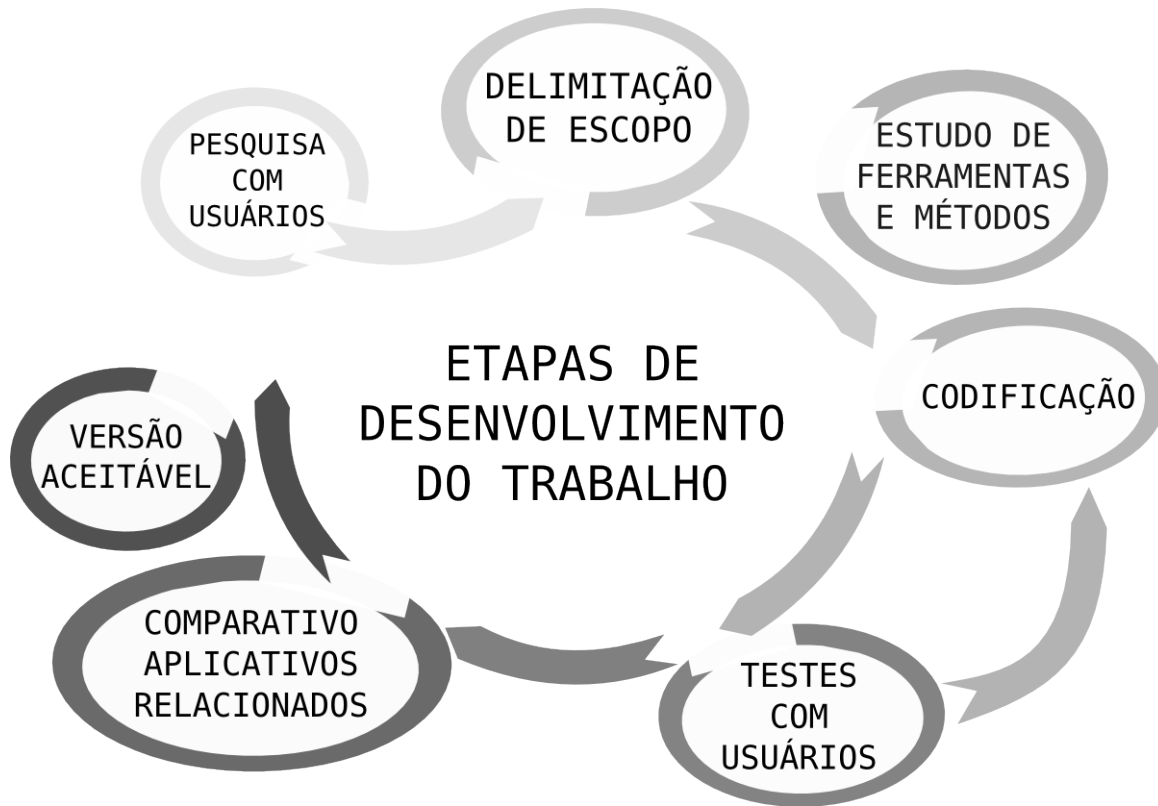 PESQUISA
COM
USUÁRIOS
DELIMITAÇÃO
DE ESCOPO
ESTUDO DE
FERRAMENTAS
E MÉTODOS
CODIFICAÇÃO
ETAPAS DE
DESENVOLVIMENTO
DO TRABALHO
VERSÃO
ACEITÁVEL
COMPARATIVO
APLICATIVOS
RELACIONADOS
TESTES
COM
USUÁRIOS